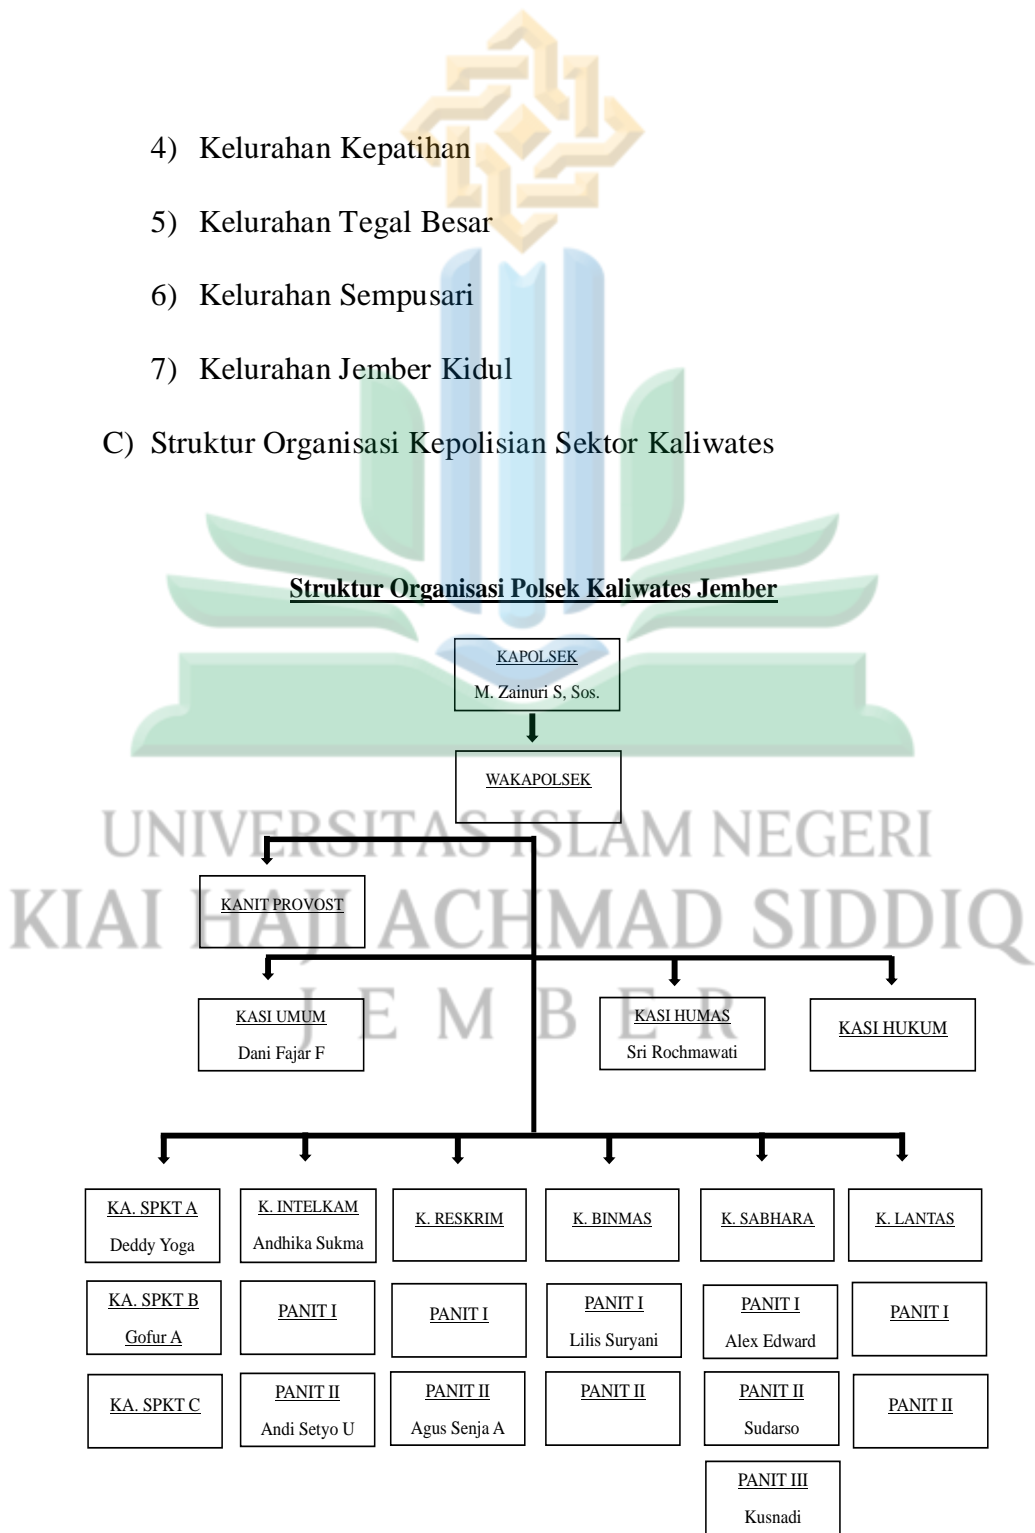 4) Kelurahan Kepatihan
5) Kelurahan Tegal Besar
6) Kelurahan Sempusari
7) Kelurahan Jember Kidul
C) Struktur Organisasi Kepolisian Sektor Kaliwates
Struktur Organisasi Polsek Kaliwates Jember
KAPOLSEK
M. Zainuri S, Sos.
WAKAPOLSEK
UNIVERSITAS ISLAM NEGERI
KANIT PROVOST
KIAI HAJI ACHMAD SIDDIQ
JEMBER
KASI UMUM
Dani Fajar F
KASI HUMAS
Sri Rochmawati
KASI HUKUM
KA. SPKT A
Deddy Yoga
K. INTELKAM
Andhika Sukma
K. RESKRIM
K. BINMAS
K. SABHARA
K. LANTAS
KA. SPKT B
Gofur A
PANIT I
PANIT I
PANIT I
Lilis Suryani
PANIT I
Alex Edward
PANIT I
KA. SPKT C
PANIT II
Andi Setyo U
PANIT II
Agus Senja A
PANIT II
PANIT II
Sudarso
PANIT II
PANIT III
Kusnadi